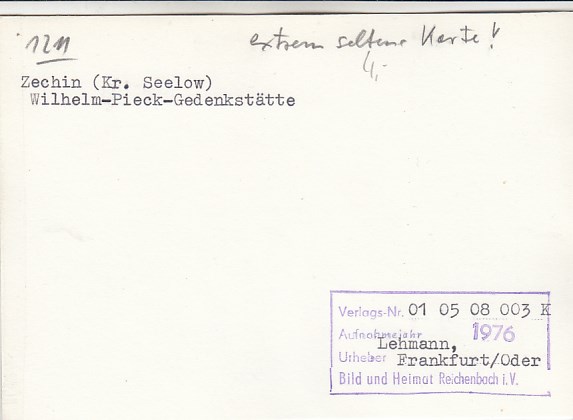 1211
extrem seltene Karte!
4,-
Zechin (Kr. Seelow)
Wilhelm-Pieck-Gedenkstätte
Verlags-Nr. 01 05 08 003 K
Aufnahmejahr 1976
Lehmann,
Urheber Frankfurt/Oder
Bild und Heimat Reichenbach i. V.